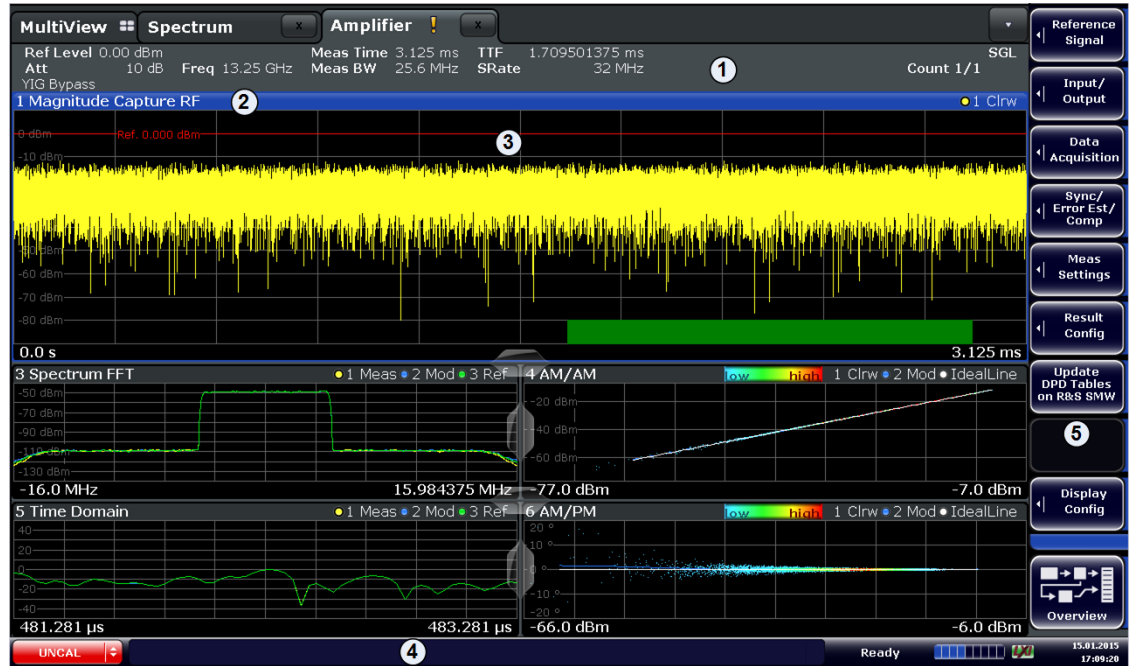 MultiView Spectrum x Amplifier ! x
Ref Level 0.00 dBm Meas Time 3.125 ms TTF 1.709501375 ms SGL
Att 10 dB Freq 13.25 GHz Meas BW 25.6 MHz SRate 32 MHz 1 Count 1/1
YIG Bypass
1 Magnitude Capture RF 2 1 Clrw
0 dBm Ref. 0.000 dBm 3
-10 dBm
-60 dBm
-70 dBm
-80 dBm
0.0 s 3.125 ms
3 Spectrum FFT 1 Meas 2 Mod 3 Ref
-50 dBm
-70 dBm
-90 dBm
-110 dBm
-130 dBm
-16.0 MHz 15.984375 MHz
4 AM/AM low high 1 Clrw 2 Mod IdealLine
-20 dBm
-40 dBm
-60 dBm
-77.0 dBm -7.0 dBm
5 Time Domain 1 Meas 2 Mod 3 Ref
40
20
0
-20
-40
481.281 µs 483.281 µs
6 AM/PM low high 1 Clrw 2 Mod IdealLine
20 °
10 °
0 °
-10 °
-20 °
-66.0 dBm -6.0 dBm
UNCAL 4 Ready 15.01.2015
17:09:20
Reference
Signal
Input/
Output
Data
Acquisition
Sync/
Error Est/
Comp
Meas
Settings
Result
Config
Update
DPD Tables
on R&S SMW
5
Display
Config
Overview